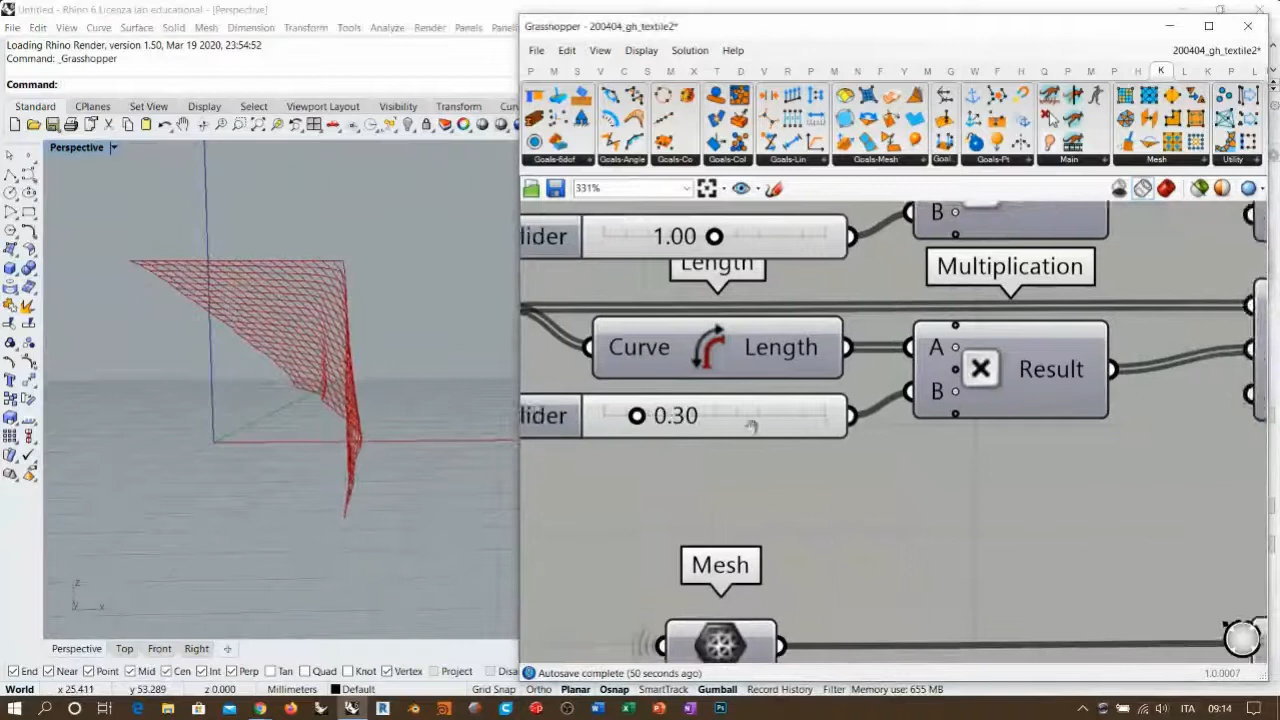 Untitled - Rhino 6 Licenza lab educational - [Perspective]
File Edit View Curve Surface Solid Mesh Dimension Transform Tools Analyze Render Panels
Loading Rhino Render, version 1.50, Mar 19 2020, 23:54:52
Command: _Grasshopper
Command:
Standard CPlanes Set View Display Select Viewport Layout Visibility Transform
Perspective
z
y x
Perspective Top Front Right
End Near Point Mid Cen Int Perp Tan Quad Knot Vertex Project
World x 25.411 y 53.289 z 0.000 Millimeters Default Grid Snap Ortho Planar Osnap SmartTrack Gumball Record History Filter Memory use: 655 MB
Grasshopper - 200404_gh_textile2*
File Edit View Display Solution Help 200404_gh_textile2*
P M S V C S M X T D V R P N F A M G W F H Q P M P H K L K P L
Goals-6dof Goals-Angle Goals-Co Goals-Col Goals-Lin Goals-Mesh Goal. Goals-Pt Main Mesh Utility
331%
lider 1.00
B
Length
Multiplication
Curve Length
A
B
Result
lider 0.30
Mesh
Autosave complete (50 seconds ago) 1.0.0007
ITA 09:14